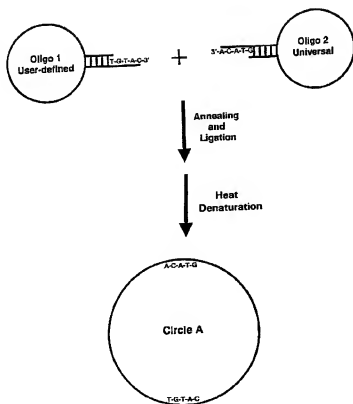 Oligo 1
User-defined
T-G-T-A-C-3'
+
3'-A-C-A-T-G
Oligo 2
Universal
Annealing
and
Ligation
Heat
Denaturation
A-C-A-T-G
Circle A
T-G-T-A-C